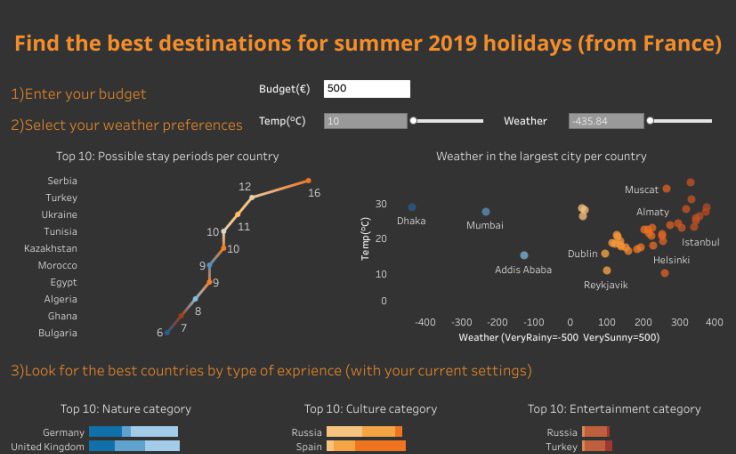 Find the best destinations for summer 2019 holidays (from France)
1)Enter your budget
Budget(€)
500
2)Select your weather preferences
Temp(ºC)
10
Weather
-435.84
Top 10: Possible stay periods per country
Serbia
Turkey
Ukraine
Tunisia
Kazakhstan
Morocco
Egypt
Algeria
Ghana
Bulgaria
16
12
11
10
10
9
9
8
7
6
Weather in the largest city per country
Temp(ºC)
30
20
10
0
Dhaka
Mumbai
Addis Ababa
Muscat
Almaty
Istanbul
Dublin
Helsinki
Reykjavik
-400 -300 -200 -100 0 100 200 300 400
Weather (VeryRainy=-500 VerySunny=500)
3)Look for the best countries by type of exprience (with your current settings)
Top 10: Nature category
Germany
United Kingdom
Top 10: Culture category
Russia
Spain
Top 10: Entertainment category
Russia
Turkey